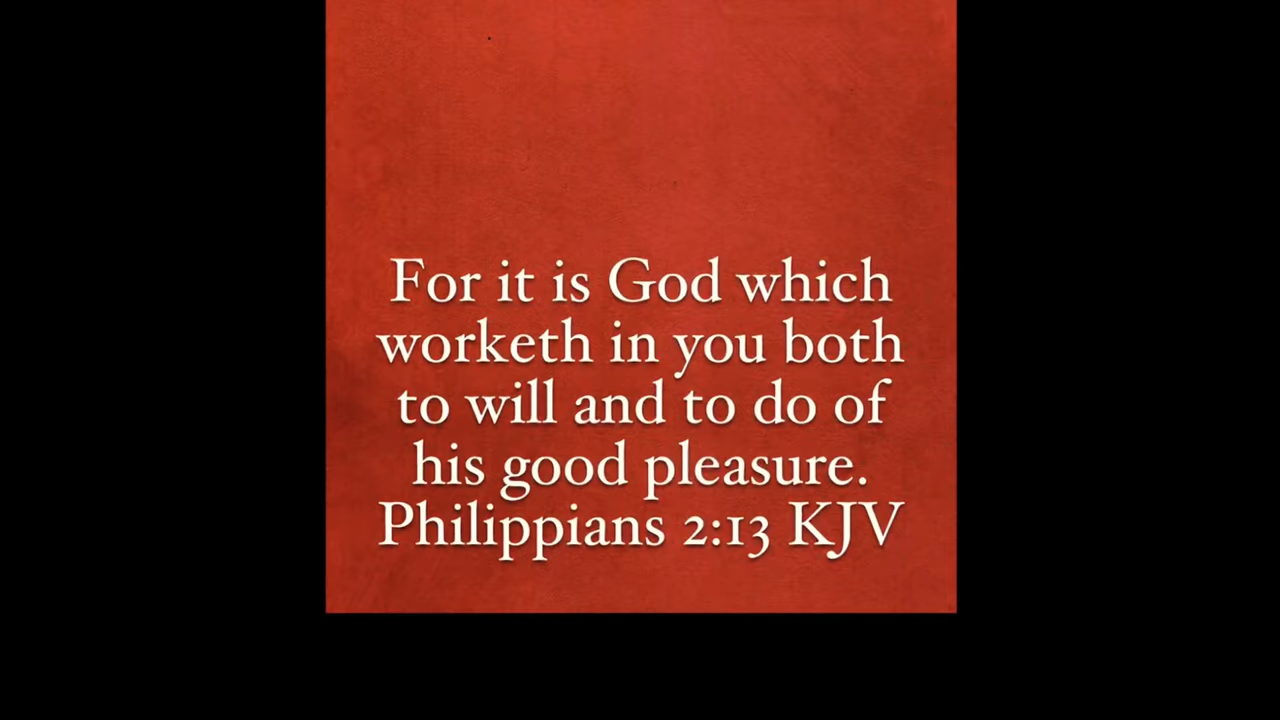 For it is God which
worketh in you both
to will and to do of
his good pleasure.
Philippians 2:13 KJV